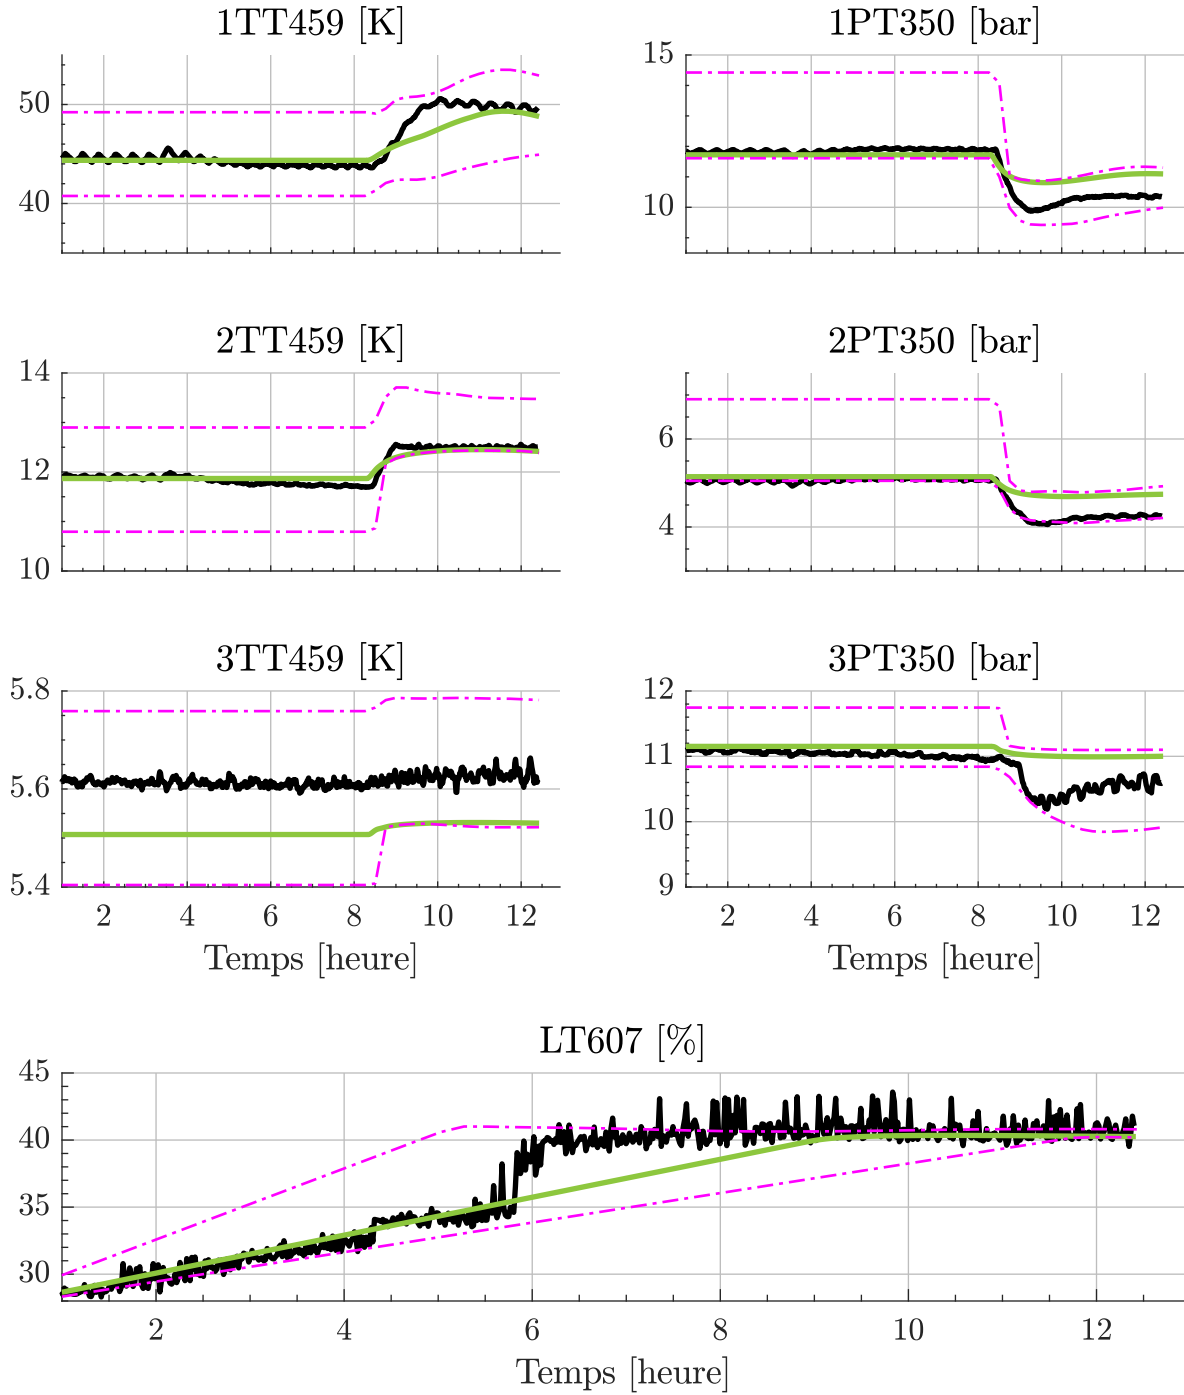 1TT459 [K]
1PT350 [bar]
50
40
15
10
2TT459 [K]
2PT350 [bar]
14
12
10
6
4
3TT459 [K]
3PT350 [bar]
5.8
5.6
5.4
2 4 6 8 10 12
Temps [heure]
12
11
10
9
2 4 6 8 10 12
Temps [heure]
LT607 [%]
45
40
35
30
2 4 6 8 10 12
Temps [heure]